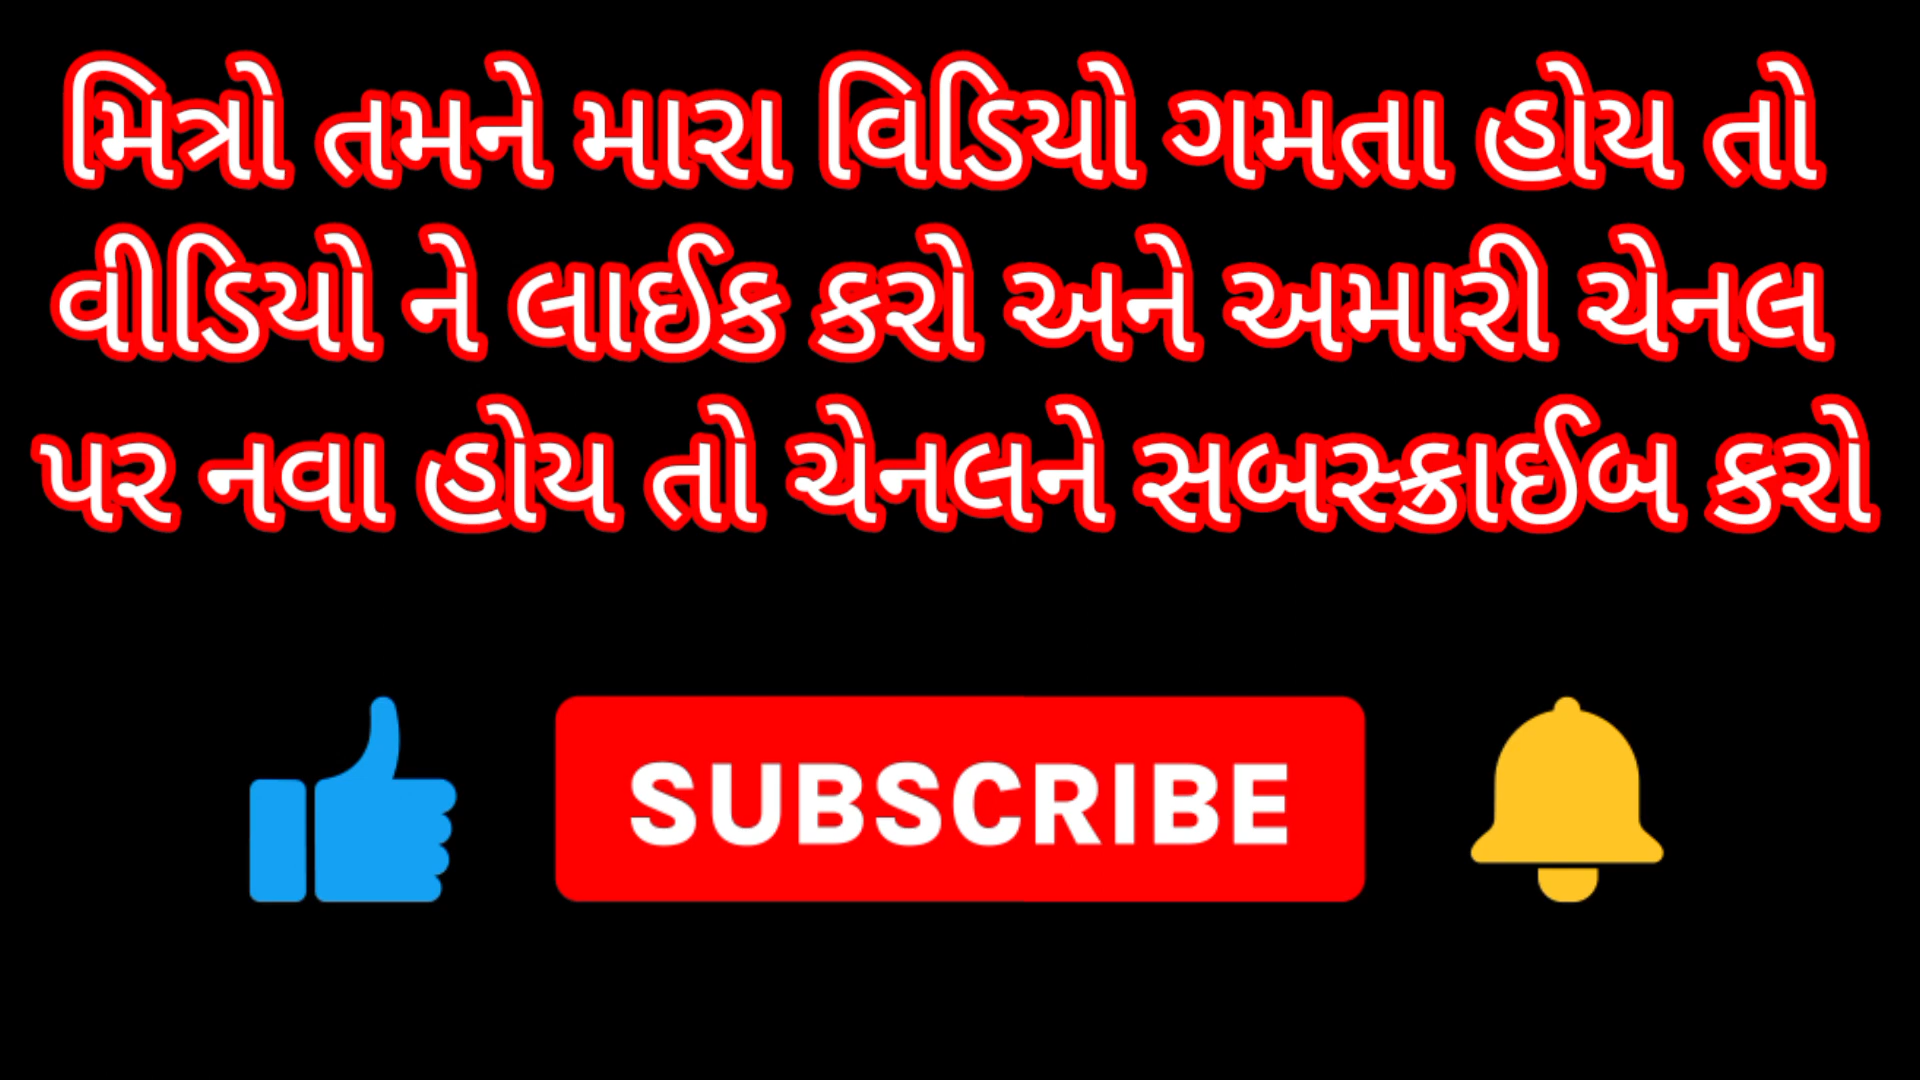 મિત્રો તમને મારા વિડિયો ગમતા હોય તો
વીડિયો ને લાઈક કરો અને અમારી ચેનલ
પર નવા હોય તો ચેનલને સબસ્ક્રાઈબ કરો
SUBSCRIBE